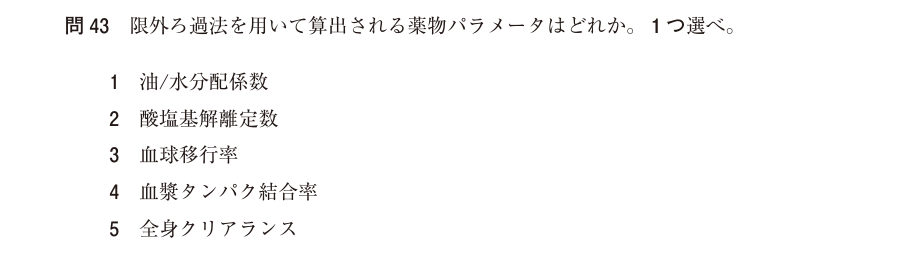 問 43 限外ろ過法を用いて算出される薬物パラメータはどれか。1つ選べ。
1 油/水分配係数
2 酸塩基解離定数
3 血球移行率
4 血漿タンパク結合率
5 全身クリアランス